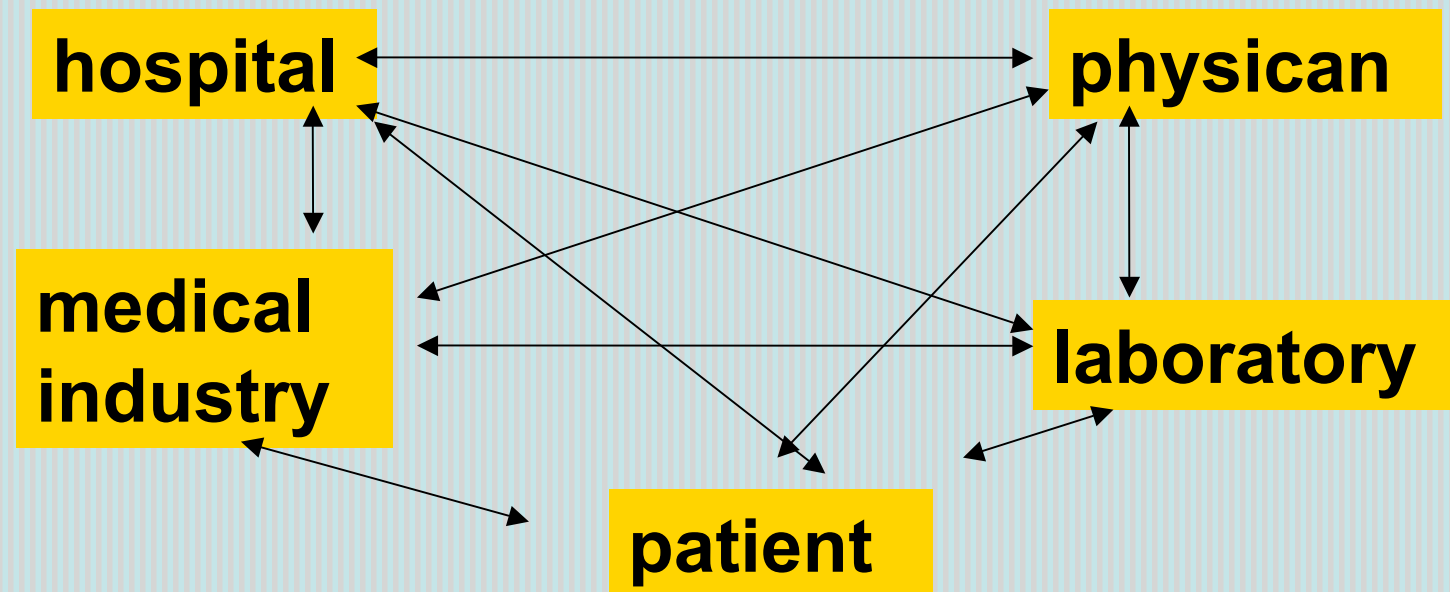 hospital
physican
medical
industry
laboratory
patient